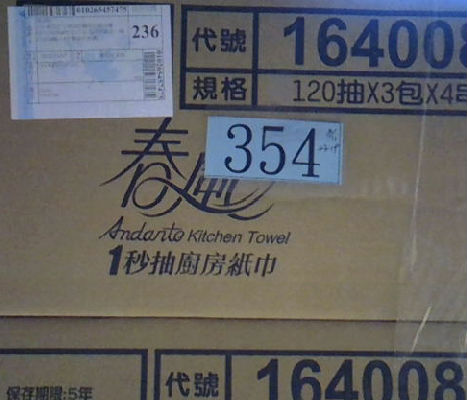 236
代號 164008
規格 120抽X3包X4串
354
春風
Andante Kitchen Towel
1秒抽廚房紙巾
保存期限:5年
代號 164008